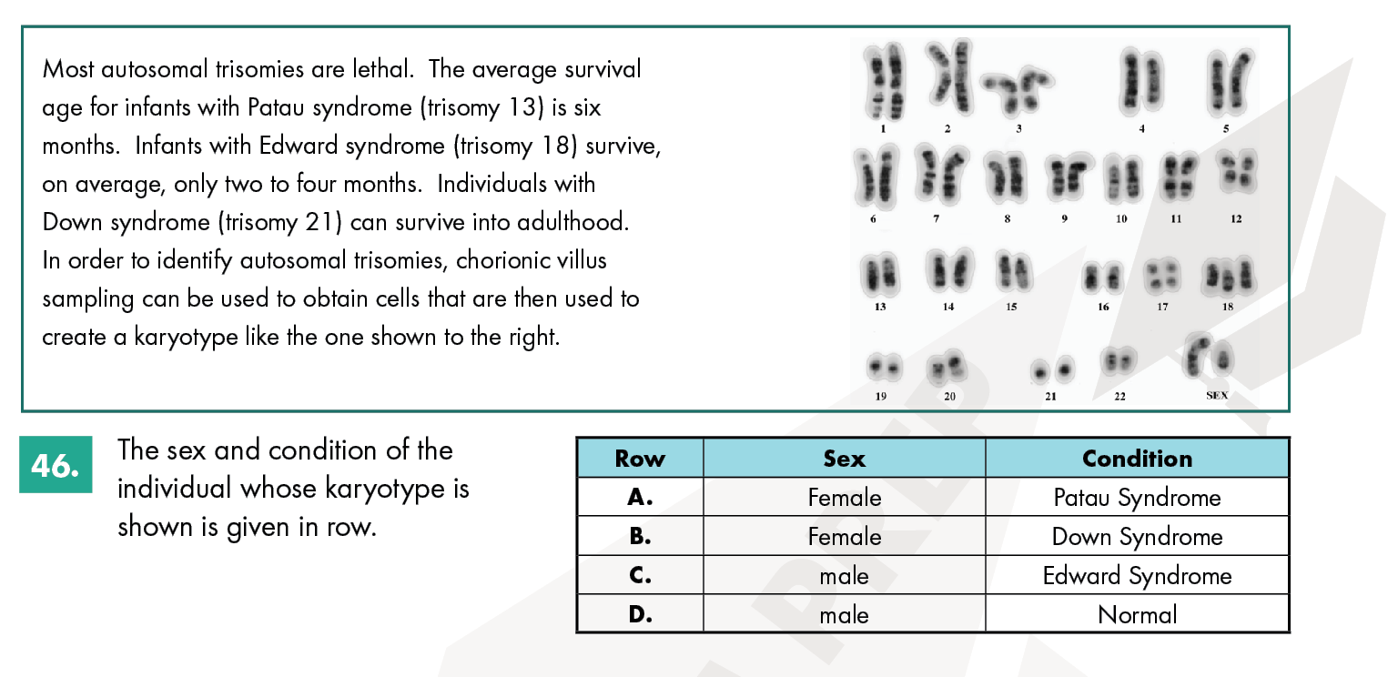 Most autosomal trisomies are lethal. The average survival
age for infants with Patau syndrome (trisomy 13) is six
months. Infants with Edward syndrome (trisomy 18) survive,
on average, only two to four months. Individuals with
Down syndrome (trisomy 21) can survive into adulthood.
In order to identify autosomal trisomies, chorionic villus
sampling can be used to obtain cells that are then used to
create a karyotype like the one shown to the right.
1 2 3 4 5
6 7 8 9 10 11 12
13 14 15 16 17 18
19 20 21 22 SEX
46. The sex and condition of the
individual whose karyotype is
shown is given in row.
Row Sex Condition
A. Female Patau Syndrome
B. Female Down Syndrome
C. male Edward Syndrome
D. male Normal
PREP